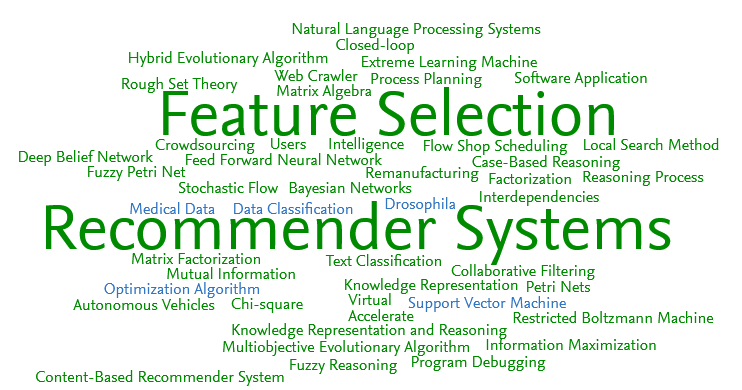 Natural Language Processing Systems
Closed-loop
Hybrid Evolutionary Algorithm
Extreme Learning Machine
Web Crawler
Process Planning
Software Application
Rough Set Theory
Matrix Algebra
Feature Selection
Crowdsourcing
Users
Intelligence
Flow Shop Scheduling
Local Search Method
Deep Belief Network
Feed Forward Neural Network
Case-Based Reasoning
Fuzzy Petri Net
Remanufacturing
Factorization
Reasoning Process
Stochastic Flow
Bayesian Networks
Interdependencies
Medical Data
Data Classification
Drosophila
Recommender Systems
Matrix Factorization
Text Classification
Mutual Information
Collaborative Filtering
Optimization Algorithm
Knowledge Representation
Petri Nets
Autonomous Vehicles
Chi-square
Virtual
Support Vector Machine
Accelerate
Restricted Boltzmann Machine
Knowledge Representation and Reasoning
Multiobjective Evolutionary Algorithm
Information Maximization
Fuzzy Reasoning
Program Debugging
Content-Based Recommender System